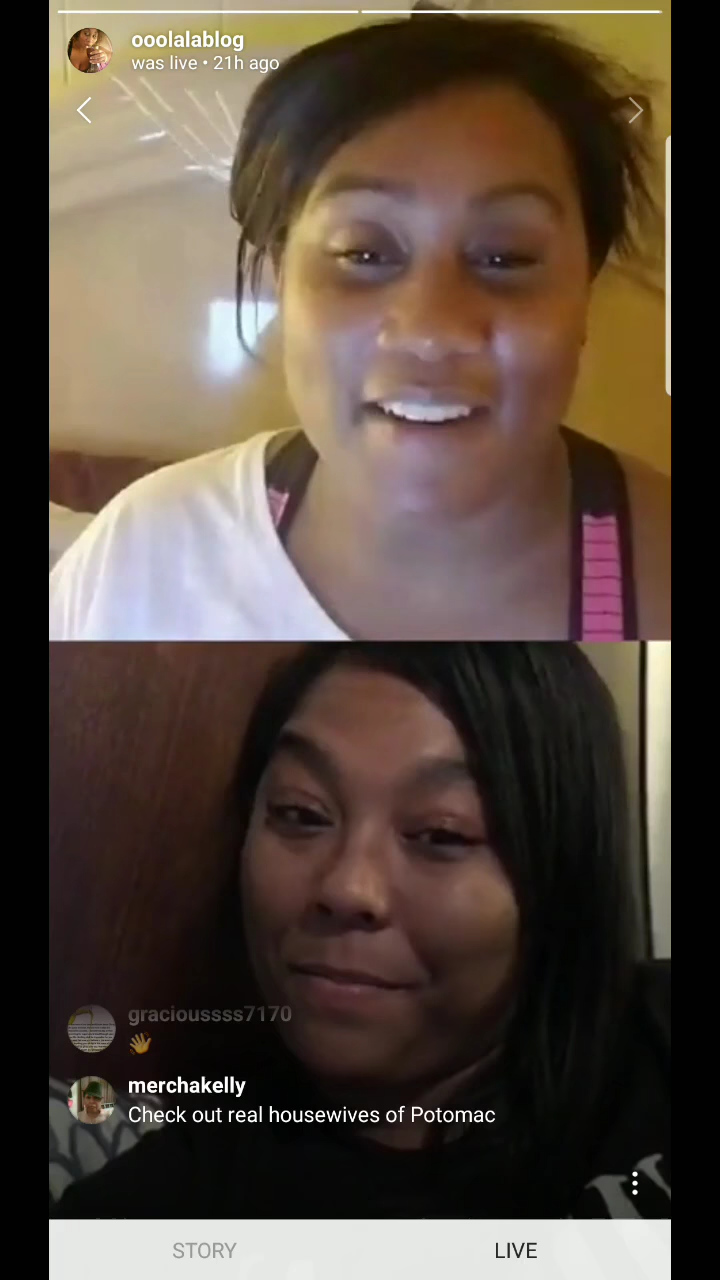 ooolalablog
was live • 21h ago
graciousss7170
👋
merchakelly
Check out real housewives of Potomac
STORY
LIVE